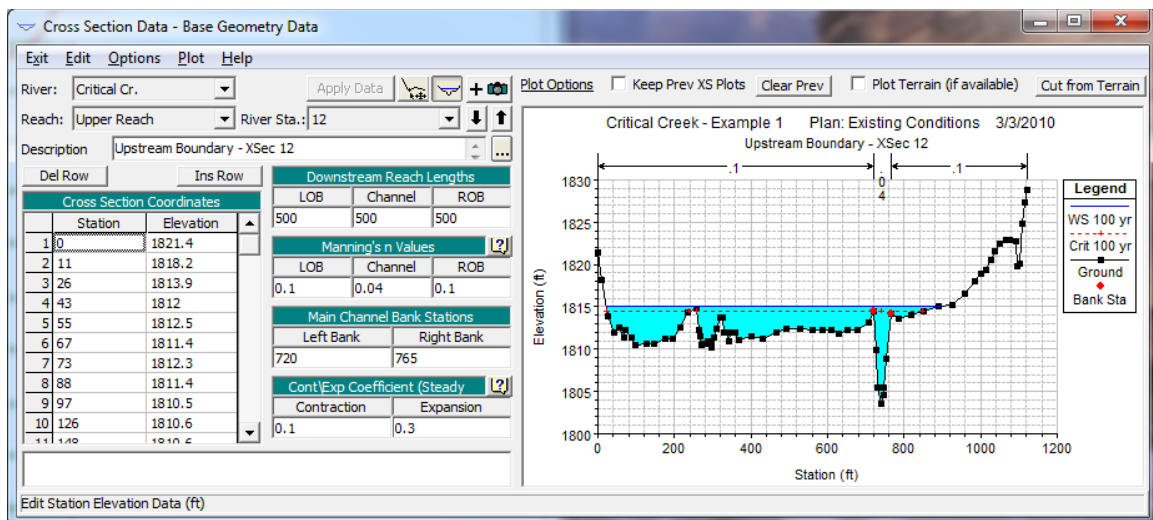 Cross Section Data - Base Geometry Data
Exit Edit Options Plot Help
River: Critical Cr. Apply Data
Plot Options Keep Prev XS Plots Clear Prev Plot Terrain (if available) Cut from Terrain
Reach: Upper Reach River Sta.: 12
Description Upstream Boundary - XSec 12 ...
Del Row Ins Row
Cross Section Coordinates
Station Elevation
1 0 1821.4
2 11 1818.2
3 26 1813.9
4 43 1812
5 55 1812.5
6 67 1811.4
7 73 1812.3
8 88 1811.4
9 97 1810.5
10 126 1810.6
11 148 1810.6
Downstream Reach Lengths
LOB Channel ROB
500 500 500
Manning's n Values
LOB Channel ROB
0.1 0.04 0.1
Main Channel Bank Stations
Left Bank Right Bank
720 765
Cont\Exp Coefficient (Steady
Contraction Expansion
0.1 0.3
Critical Creek - Example 1 Plan: Existing Conditions 3/3/2010
Upstream Boundary - XSec 12
.1 .04 .1
1830
1825
1820
1815
1810
1805
1800
Elevation (ft)
0 200 400 600 800 1000 1200
Station (ft)
Legend
WS 100 yr
Crit 100 yr
Ground
Bank Sta
Edit Station Elevation Data (ft)